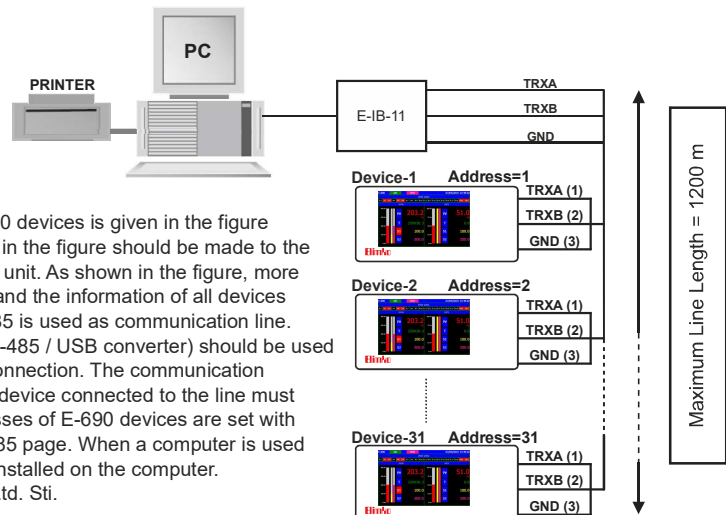 PC
PRINTER
E-IB-11
TRXA
TRXB
GND
Device-1 Address=1
TRXA (1)
TRXB (2)
GND (3)
Elimko
Device-2 Address=2
TRXA (1)
TRXB (2)
GND (3)
Elimko
Device-31 Address=31
TRXA (1)
TRXB (2)
GND (3)
Elimko
Maximum Line Length = 1200 m
0 devices is given in the figure
in the figure should be made to the
unit. As shown in the figure, more
and the information of all devices
35 is used as communication line.
-485 / USB converter) should be used
onnection. The communication
device connected to the line must
sses of E-690 devices are set with
35 page. When a computer is used
nstalled on the computer.
td. Sti.